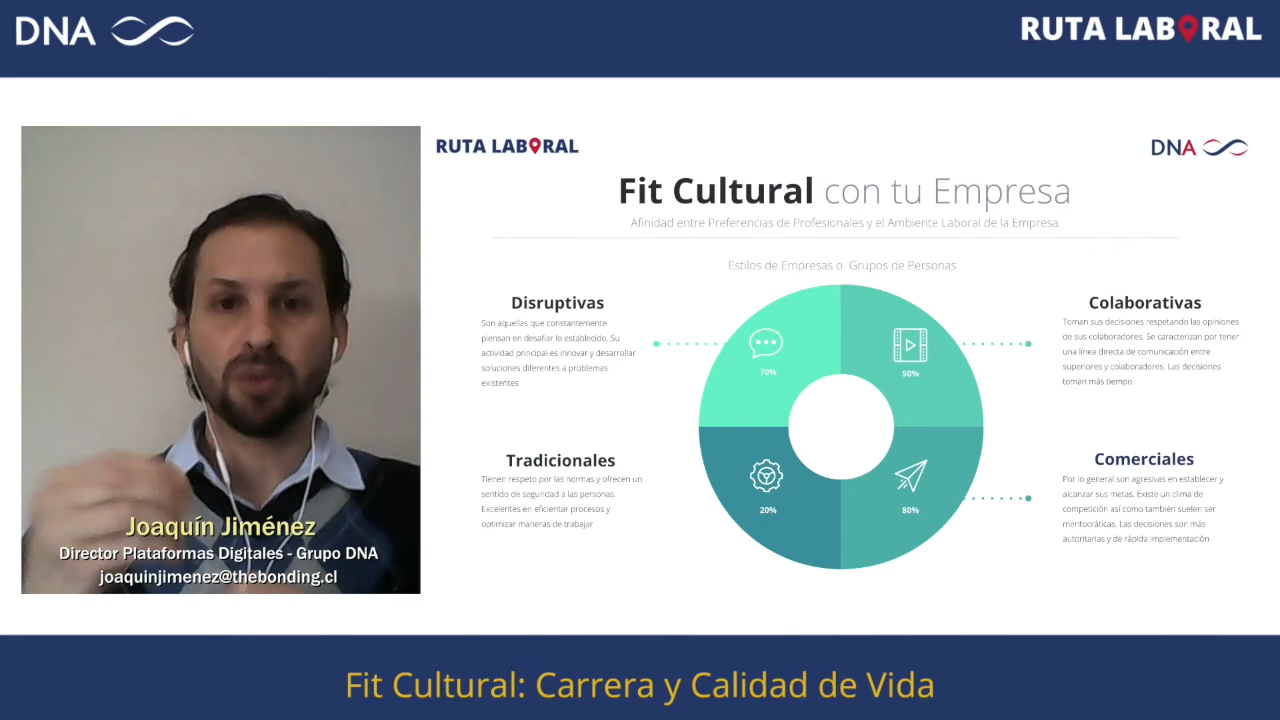 DNA
RUTA LABORAL
RUTA LABORAL
DNA
Fit Cultural con tu Empresa
Afinidad entre Preferencias de Profesionales y el Ambiente Laboral de la Empresa
Estilos de Empresas o Grupos de Personas
Disruptivas
Son aquellas que constantemente
piensan en desafiar lo establecido. Su
actividad principal es innovar y desarrollar
soluciones diferentes a problemas
existentes
70%
50%
Colaborativas
Toman sus decisiones respetando las opiniones
de sus colaboradores. Se caracterizan por tener
una línea directa de comunicación entre
superiores y colaboradores. Las decisiones
toman más tiempo
Tradicionales
Tienen respeto por las normas y ofrecen un
sentido de seguridad a las personas.
Excelentes en eficientar procesos y
optimizar maneras de trabajar
20%
80%
Comerciales
Por lo general son agresivas en establecer y
alcanzar sus metas. Existe un clima de
competición así como también suelen ser
meritocráticas. Las decisiones son más
autoritarias y de rápida implementación
Joaquín Jiménez
Director Plataformas Digitales - Grupo DNA
joaquinjimenez@thebonding.cl
Fit Cultural: Carrera y Calidad de Vida